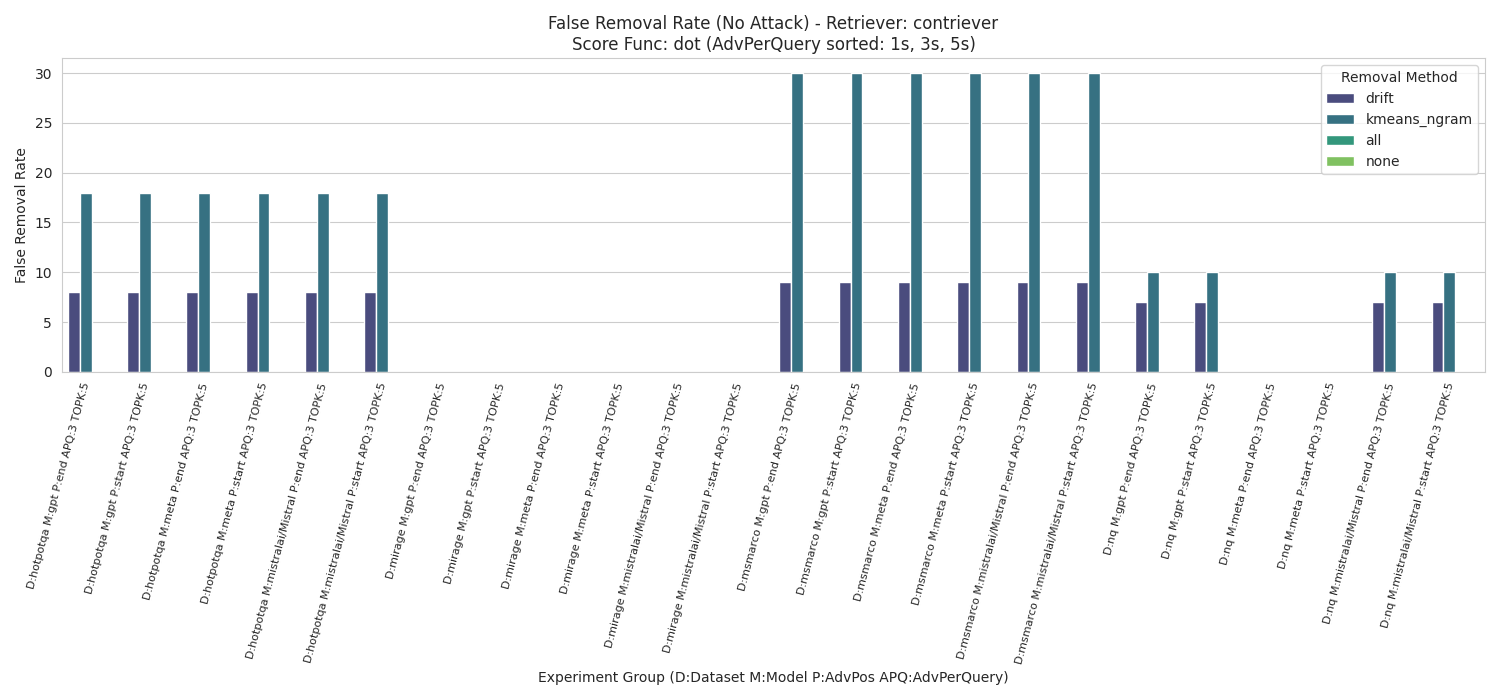 False Removal Rate (No Attack) - Retriever: contriever
Score Func: dot (AdvPerQuery sorted: 1s, 3s, 5s)
Removal Method
drift
kmeans_ngram
all
none
False Removal Rate
30
25
20
15
10
5
0
D:hotpotqa M:gpt P:end APQ:3 TOPK:5
D:hotpotqa M:gpt P:start APQ:3 TOPK:5
D:hotpotqa M:meta P:end APQ:3 TOPK:5
D:hotpotqa M:meta P:start APQ:3 TOPK:5
D:hotpotqa M:mistralai/Mistral P:end APQ:3 TOPK:5
D:hotpotqa M:mistralai/Mistral P:start APQ:3 TOPK:5
D:mirage M:gpt P:end APQ:3 TOPK:5
D:mirage M:gpt P:start APQ:3 TOPK:5
D:mirage M:meta P:end APQ:3 TOPK:5
D:mirage M:meta P:start APQ:3 TOPK:5
D:mirage M:mistralai/Mistral P:end APQ:3 TOPK:5
D:mirage M:mistralai/Mistral P:start APQ:3 TOPK:5
D:msmarco M:gpt P:end APQ:3 TOPK:5
D:msmarco M:gpt P:start APQ:3 TOPK:5
D:msmarco M:meta P:end APQ:3 TOPK:5
D:msmarco M:meta P:start APQ:3 TOPK:5
D:msmarco M:mistralai/Mistral P:end APQ:3 TOPK:5
D:msmarco M:mistralai/Mistral P:start APQ:3 TOPK:5
D:nq M:gpt P:end APQ:3 TOPK:5
D:nq M:gpt P:start APQ:3 TOPK:5
D:nq M:meta P:end APQ:3 TOPK:5
D:nq M:meta P:start APQ:3 TOPK:5
D:nq M:mistralai/Mistral P:end APQ:3 TOPK:5
D:nq M:mistralai/Mistral P:start APQ:3 TOPK:5
Experiment Group (D:Dataset M:Model P:AdvPos APQ:AdvPerQuery)